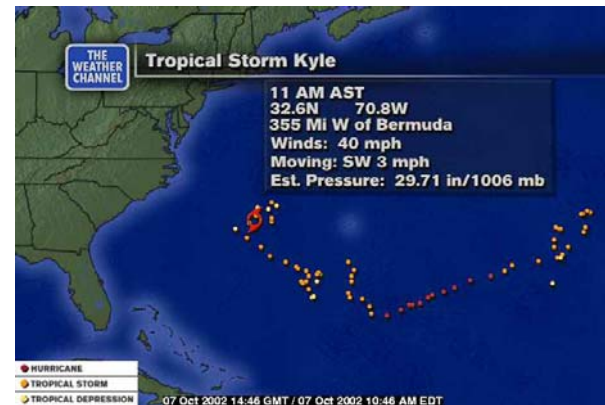 THE
WEATHER
CHANNEL
Tropical Storm Kyle
11 AM AST
32.6N 70.8W
355 Mi W of Bermuda
Winds: 40 mph
Moving: SW 3 mph
Est. Pressure: 29.71 in/1006 mb
HURRICANE
TROPICAL STORM
TROPICAL DEPRESSION
07 Oct 2002 14:46 GMT / 07 Oct 2002 10:46 AM EDT